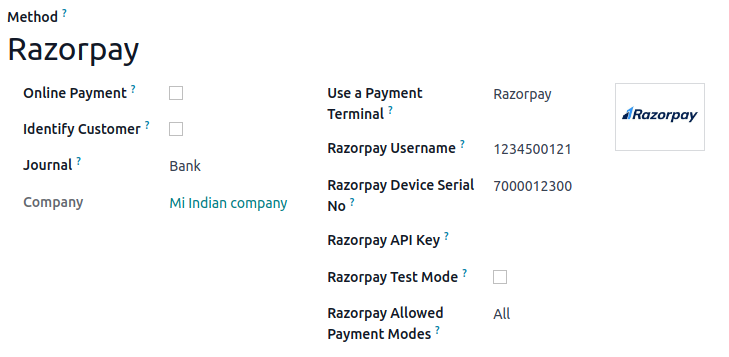 Method ?
Razorpay
Online Payment ?
Identify Customer ?
Journal ? Bank
Company Mi Indian company
Use a Payment
Terminal ? Razorpay
Razorpay Username ? 1234500121
Razorpay Device Serial
No ? 7000012300
Razorpay API Key ?
Razorpay Test Mode ?
Razorpay Allowed
Payment Modes ? All
Razorpay